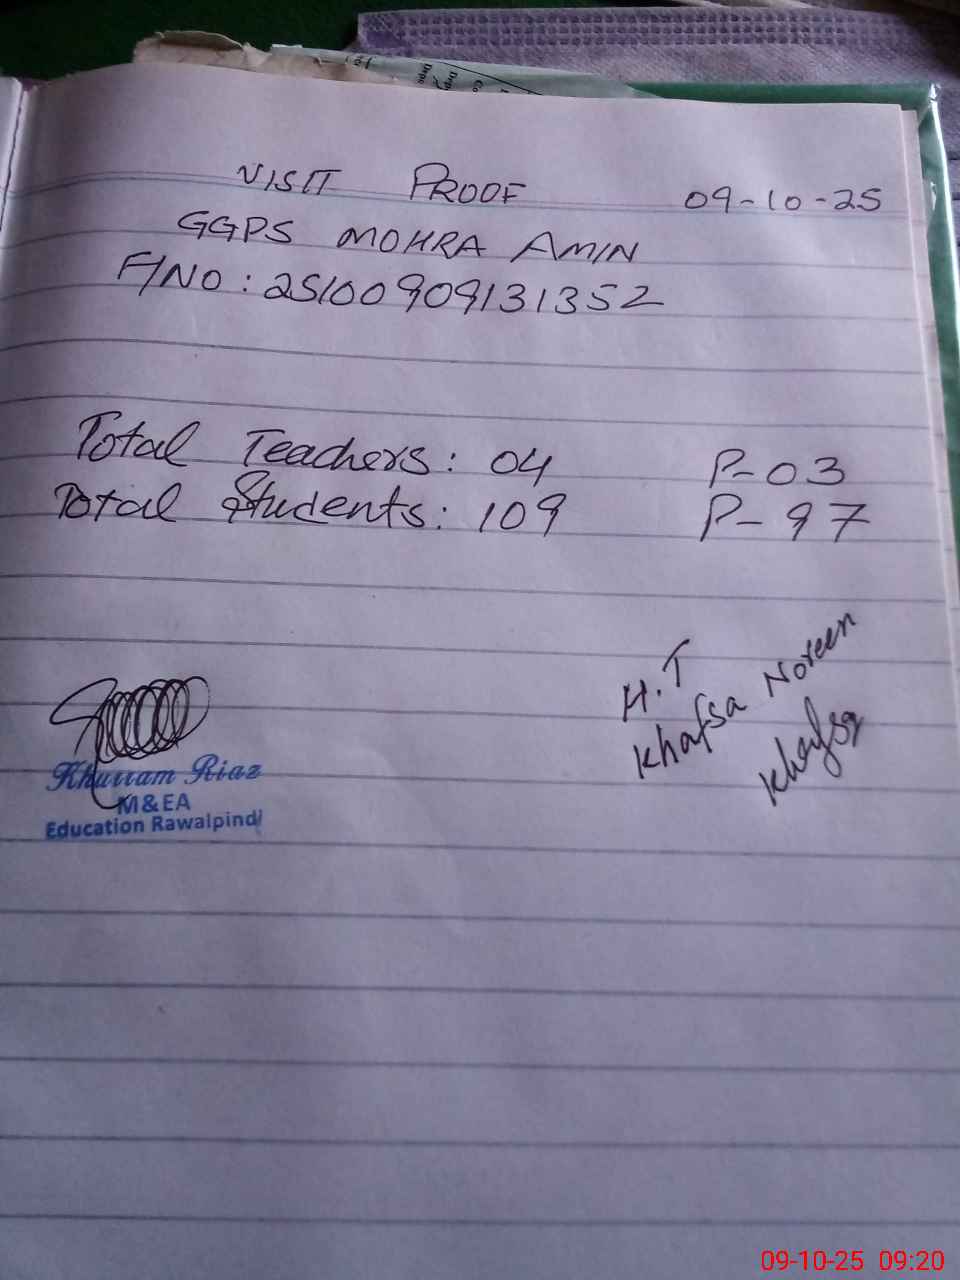 VISIT PROOF 09-10-25
GGPS MOHRA AMIN
F/NO: 25100909131352
Total Teachers: 04 P-03
Total Students: 109 P-97
H.T
Khafsa Noreen
Khafsa
Khurram Riaz
M&EA
Education Rawalpindi
09-10-25 09:20